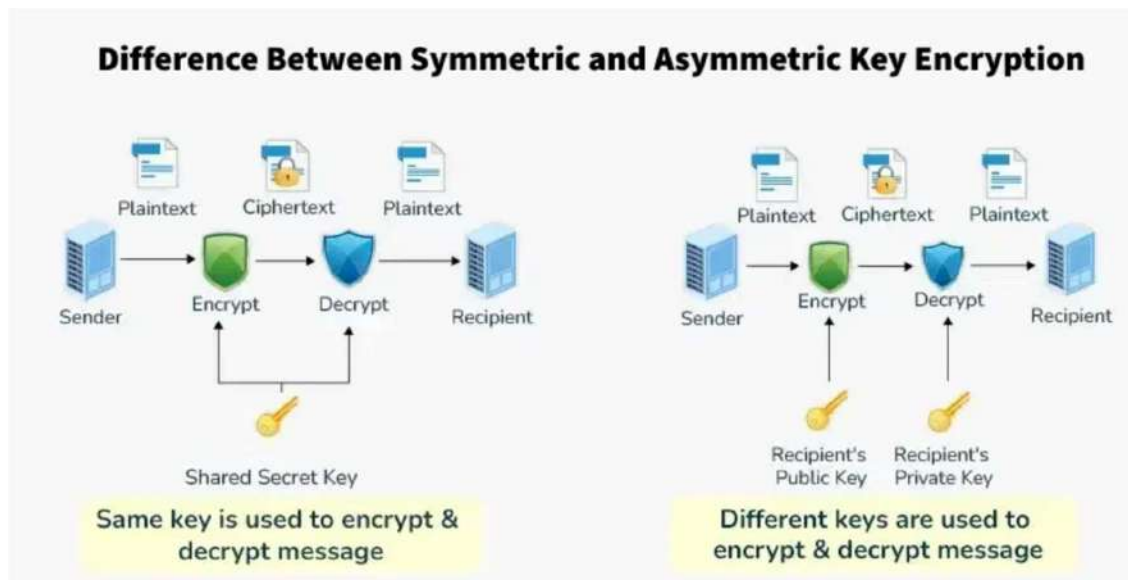 Difference Between Symmetric and Asymmetric Key Encryption
Plaintext
Ciphertext
Plaintext
Sender
Encrypt
Decrypt
Recipient
Shared Secret Key
Same key is used to encrypt &
decrypt message
Plaintext
Ciphertext
Plaintext
Sender
Encrypt
Decrypt
Recipient
Recipient's
Public Key
Recipient's
Private Key
Different keys are used to
encrypt & decrypt message